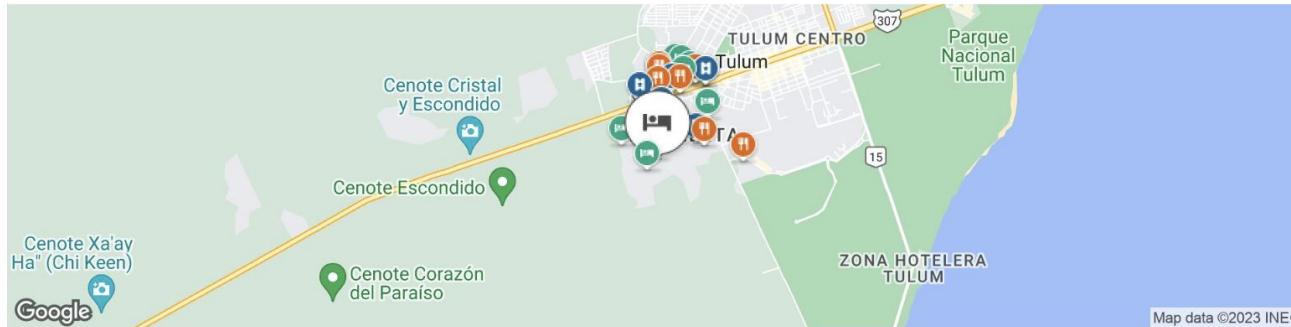 307
TULUM CENTRO
Parque
Nacional
Tulum
Tulum
Cenote Cristal
y Escondido
15
Cenote Escondido
Cenote Xa'ay
Ha" (Chi Keen)
Cenote Corazón
del Paraíso
ZONA HOTELERA
TULUM
Google
Map data ©2023 INE